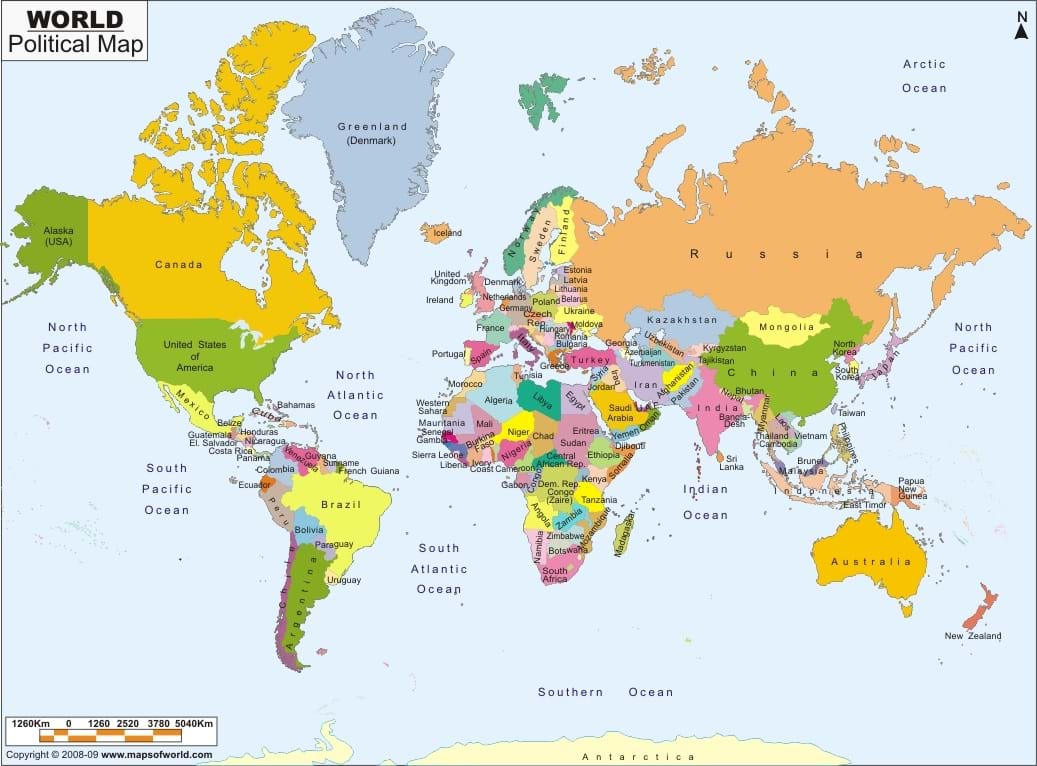 WORLD
Political Map
N
Arctic
Ocean
Greenland
(Denmark)
Alaska
(USA)
Canada
Iceland
Norway
Sweden
Finland
Russia
United
Kingdom
Ireland
Denmark
Estonia
Latvia
Lithuania
Belarus
Netherlands
Germany
Poland
Czech
Rep.
Ukraine
Moldova
France
Hungary
Romania
Bulgaria
Italy
Portugal
Spain
Greece
Turkey
Georgia
Azerbaijan
Kazakhstan
Uzbekistan
Turkmenistan
Kyrgyzstan
Tajikistan
Mongolia
China
North
Korea
South
Korea
Japan
North
Pacific
Ocean
United States
of
America
North
Atlantic
Ocean
North
Pacific
Ocean
Mexico
Cuba
Bahamas
Belize
Guatemala
Honduras
El. Salvador
Nicaragua
Costa Rica
Panama
Venezuela
Guyana
Suriname
French Guiana
Colombia
Ecuador
Peru
Brazil
Bolivia
Paraguay
Chile
Argentina
Uruguay
South
Pacific
Ocean
South
Atlantic
Ocean
Morocco
Tunisia
Algeria
Libya
Egypt
Western
Sahara
Mauritania
Mali
Niger
Chad
Sudan
Eritrea
Senegal
Gambia
Burkina
Faso
Nigeria
Sierra Leone
Liberia
Ivory
Coast
Cameroon
Central
African Rep.
Ethiopia
Djibouti
Somalia
Gabon
Congo
Dem. Rep.
Congo
(Zaire)
Kenya
Tanzania
Angola
Zambia
Mozambique
Zimbabwe
Namibia
Botswana
South
Africa
Madagaskar
Syria
Iraq
Jordan
Iran
Saudi
Arabia
U.A.E
Oman
Yemen
Afghanistan
Pakistan
India
Nepal
Bhutan
Bangla-
Desh
Myanmar
Laos
Thailand
Vietnam
Cambodia
Sri
Lanka
Taiwan
Philippines
Brunei
Malaysia
Indonesia
East Timor
Papua
New
Guinea
Indian
Ocean
Australia
New Zealand
Southern Ocean
Antarctica
1260Km 0 1260 2520 3780 5040Km
Copyright © 2008-09 www.mapsofworld.com